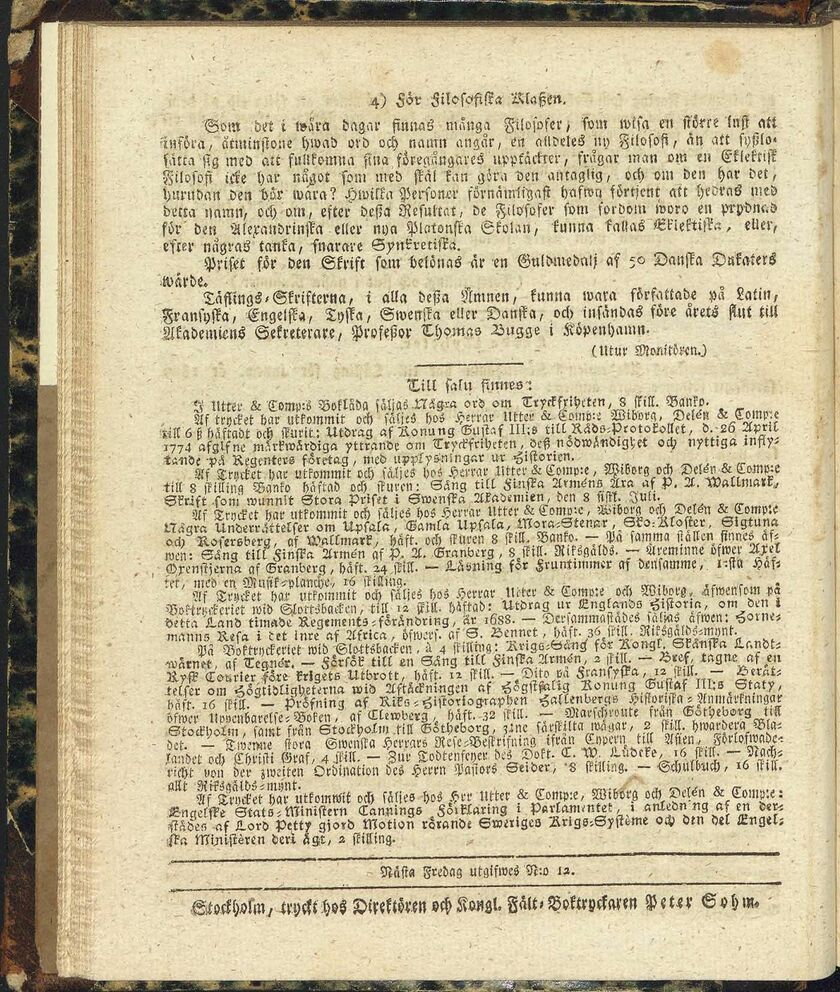 4) För Filosofiska Klaßen.
Som det i wåra dagar finnas många Filosofer, som wisa en större lust att
införa, åtminstone hwad ord och namn angår, en alldeles ny Filosofi, än att syßlo-
sätta sig med att fullkomna sina föregångares upptäckter, frågar man om en Eklektisk
Filosofi icke har något som med skäl kan göra den antaglig, och om den har det,
hurudan den bör wara? Hwilka Personer förnämligast hafwa förtjent att hedras med
detta namn, och om, efter deßa Resultat, de Filosofer som fordom woro en prydnad
för den Alexandrinska eller nya Platonska Skolan, kunna kallas Eklektiska, eller,
efter några tanka, snarare Synkretiska.
Priset för den Skrift som belönas är en Guldmedalj af 50 Danska Dukaters
wärde.
Täflings-Skrifterna, i alla deßa Ämnen, kunna wara författade på Latin,
Fransyska, Engelska, Tyska, Swenska eller Danska, och insändas före årets slut till
Akademiens Sekreterare, Profeßor Thomas Bugge i Köpenhamn.
(Utur Monitören.)
Till salu finnes:
I Utter & Comp:s Boklåda säljas Några ord om Tryckfriheten, 8 skill. Banko.
Af trycket har utkommit och säljes hos Herrar Utter & Comp:e Wiborg, Delén & Comp:e
till 6 ß häftadt och skurit: Utdrag af Konung Gustaf III:s till Råds-Protokollet, d. 26 April
1774 afgifne märkwärdiga yttrande om Tryckfriheten, deß nödwändighet och nyttiga infly-
tande på Regenters företag, med upplysningar ur Historien.
Af Trycket har utkommit och säljes hos Herrar Utter & Comp:e, Wiborg och Delén & Comp:e
till 8 skilling Banko häftad och skuren: Sång till Finska Arméns Ära af P. A. Wallmark,
Skrift som wunnit Stora Priset i Swenska Akademien, den 8 sistl. Juli.
Af Trycket har utkommit och säljes hos Herrar Utter & Comp:e, Wiborg och Delén & Comp:e
Några Underrättelser om Upsala, Gamla Upsala, Mora-Stenar, Sko-Kloster, Sigtuna
och Rosersberg, af Wallmark, häft. och skuren 8 skill. Banko. — På samma ställen finnes äf-
wen: Sång till Finska Armén af P. A. Granberg, 8 skill. Riksgälds. — Äreminne öfwer Axel
Oxenstjerna af Granberg, häft. 24 skill. — Läsning för Fruntimmer af densamme, 1:sta Häf-
tet, med en Musik-planche, 16 skilling.
Af Trycket har utkommit och säljes hos Herrar Utter & Comp:e och Wiborg, äfwensom på
Boktryckeriet wid Slottsbacken, till 12 skill. häftad: Utdrag ur Englands Historia, om den i
detta Land timade Regements-förändring, år 1688. — Dersammastädes säljas äfwen: Horne-
manns Resa i det inre af Africa, öfwers. af S. Bennet, häft. 36 skill. Riksgälds-mynt.
På Boktryckeriet wid Slottsbacken, à 4 skilling: Krigs-Sång för Kongl. Skånska Landt-
wärnet, af Tegnér. — Försök till en Sång till Finska Armén, 2 skill. — Bref, tagne af en
Rysk Courier före krigets Utbrott, häft. 12 skill. — Dito på Fransyska, 12 skill. — Berät-
telser om Högtidligheterna wid Aftäckningen af Högstsalig Konung Gustaf III:s Staty,
häft. 16 skill. — Pröfning af Riks-Historiographen Hallenbergs Historiska Anmärkningar
öfwer Uppenbarelse-Boken, af Clewberg, häft. 32 skill. — Marschroute från Götheborg till
Stockholm, samt från Stockholm till Götheborg, 2:ne särskilta wägar, 2 skill. hwardera Bla-
det. — Twenne stora Swenska Herrars Rese-Beskrifning ifrån Cypern till Asien, Förlofwade-
landet och Christi Graf, 4 skill. — Zur Todtenfeyer des Dokt. C. W. Lüdeke, 16 skill. — Nach-
richt von der zweiten Ordination des Herrn Pastors Seider, 8 skilling. — Schulbuch, 16 skill.
allt Riksgälds-mynt.
Af Trycket har utkommit och säljes hos Hrr Utter & Comp:e, Wiborg och Delén & Comp:e:
Engelske Stats-Ministern Cannings Förklaring i Parlamentet, i anledning af en der-
städes af Lord Petty gjord Motion rörande Sweriges Krigs-Système och den del Engel-
ska Ministèren deri ägt, 2 skilling.
Nästa Fredag utgifwes N:o 12.
Stockholm, tryckt hos Direktören och Kongl. Fält-Boktryckaren Peter Sohm.